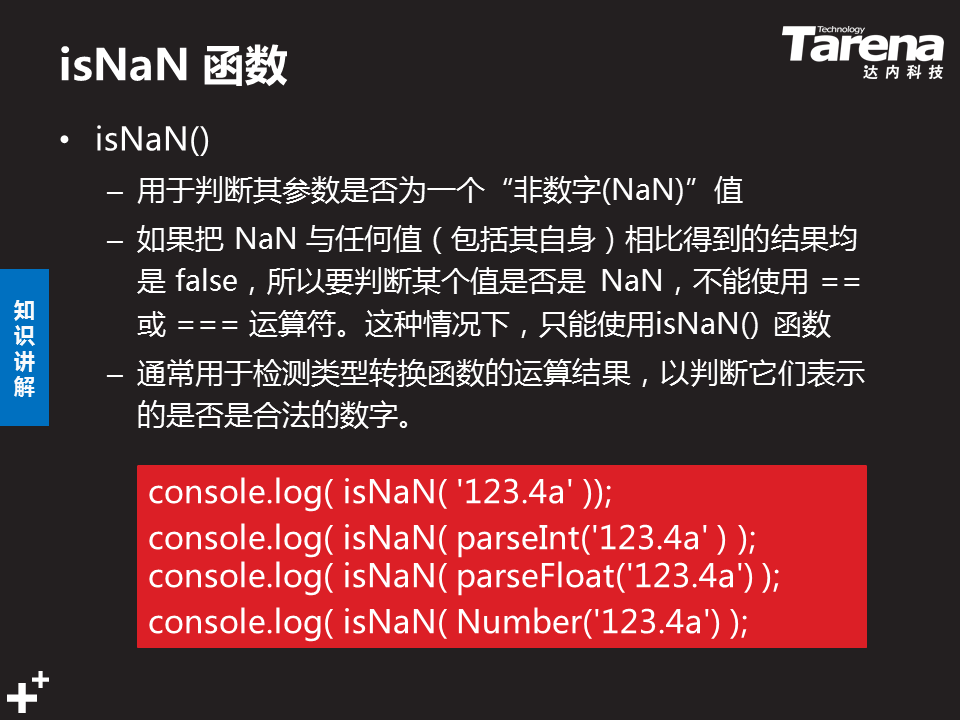 isNaN 函数
Technology
Tarena
达内科技
• isNaN()
– 用于判断其参数是否为一个“非数字(NaN)”值
– 如果把 NaN 与任何值（包括其自身）相比得到的结果均
是 false，所以要判断某个值是否是 NaN，不能使用 ==
或 === 运算符。这种情况下，只能使用isNaN() 函数
– 通常用于检测类型转换函数的运算结果，以判断它们表示
的是否是合法的数字。
知识讲解
console.log( isNaN( '123.4a' ));
console.log( isNaN( parseInt('123.4a' ) );
console.log( isNaN( parseFloat('123.4a') );
console.log( isNaN( Number('123.4a') );